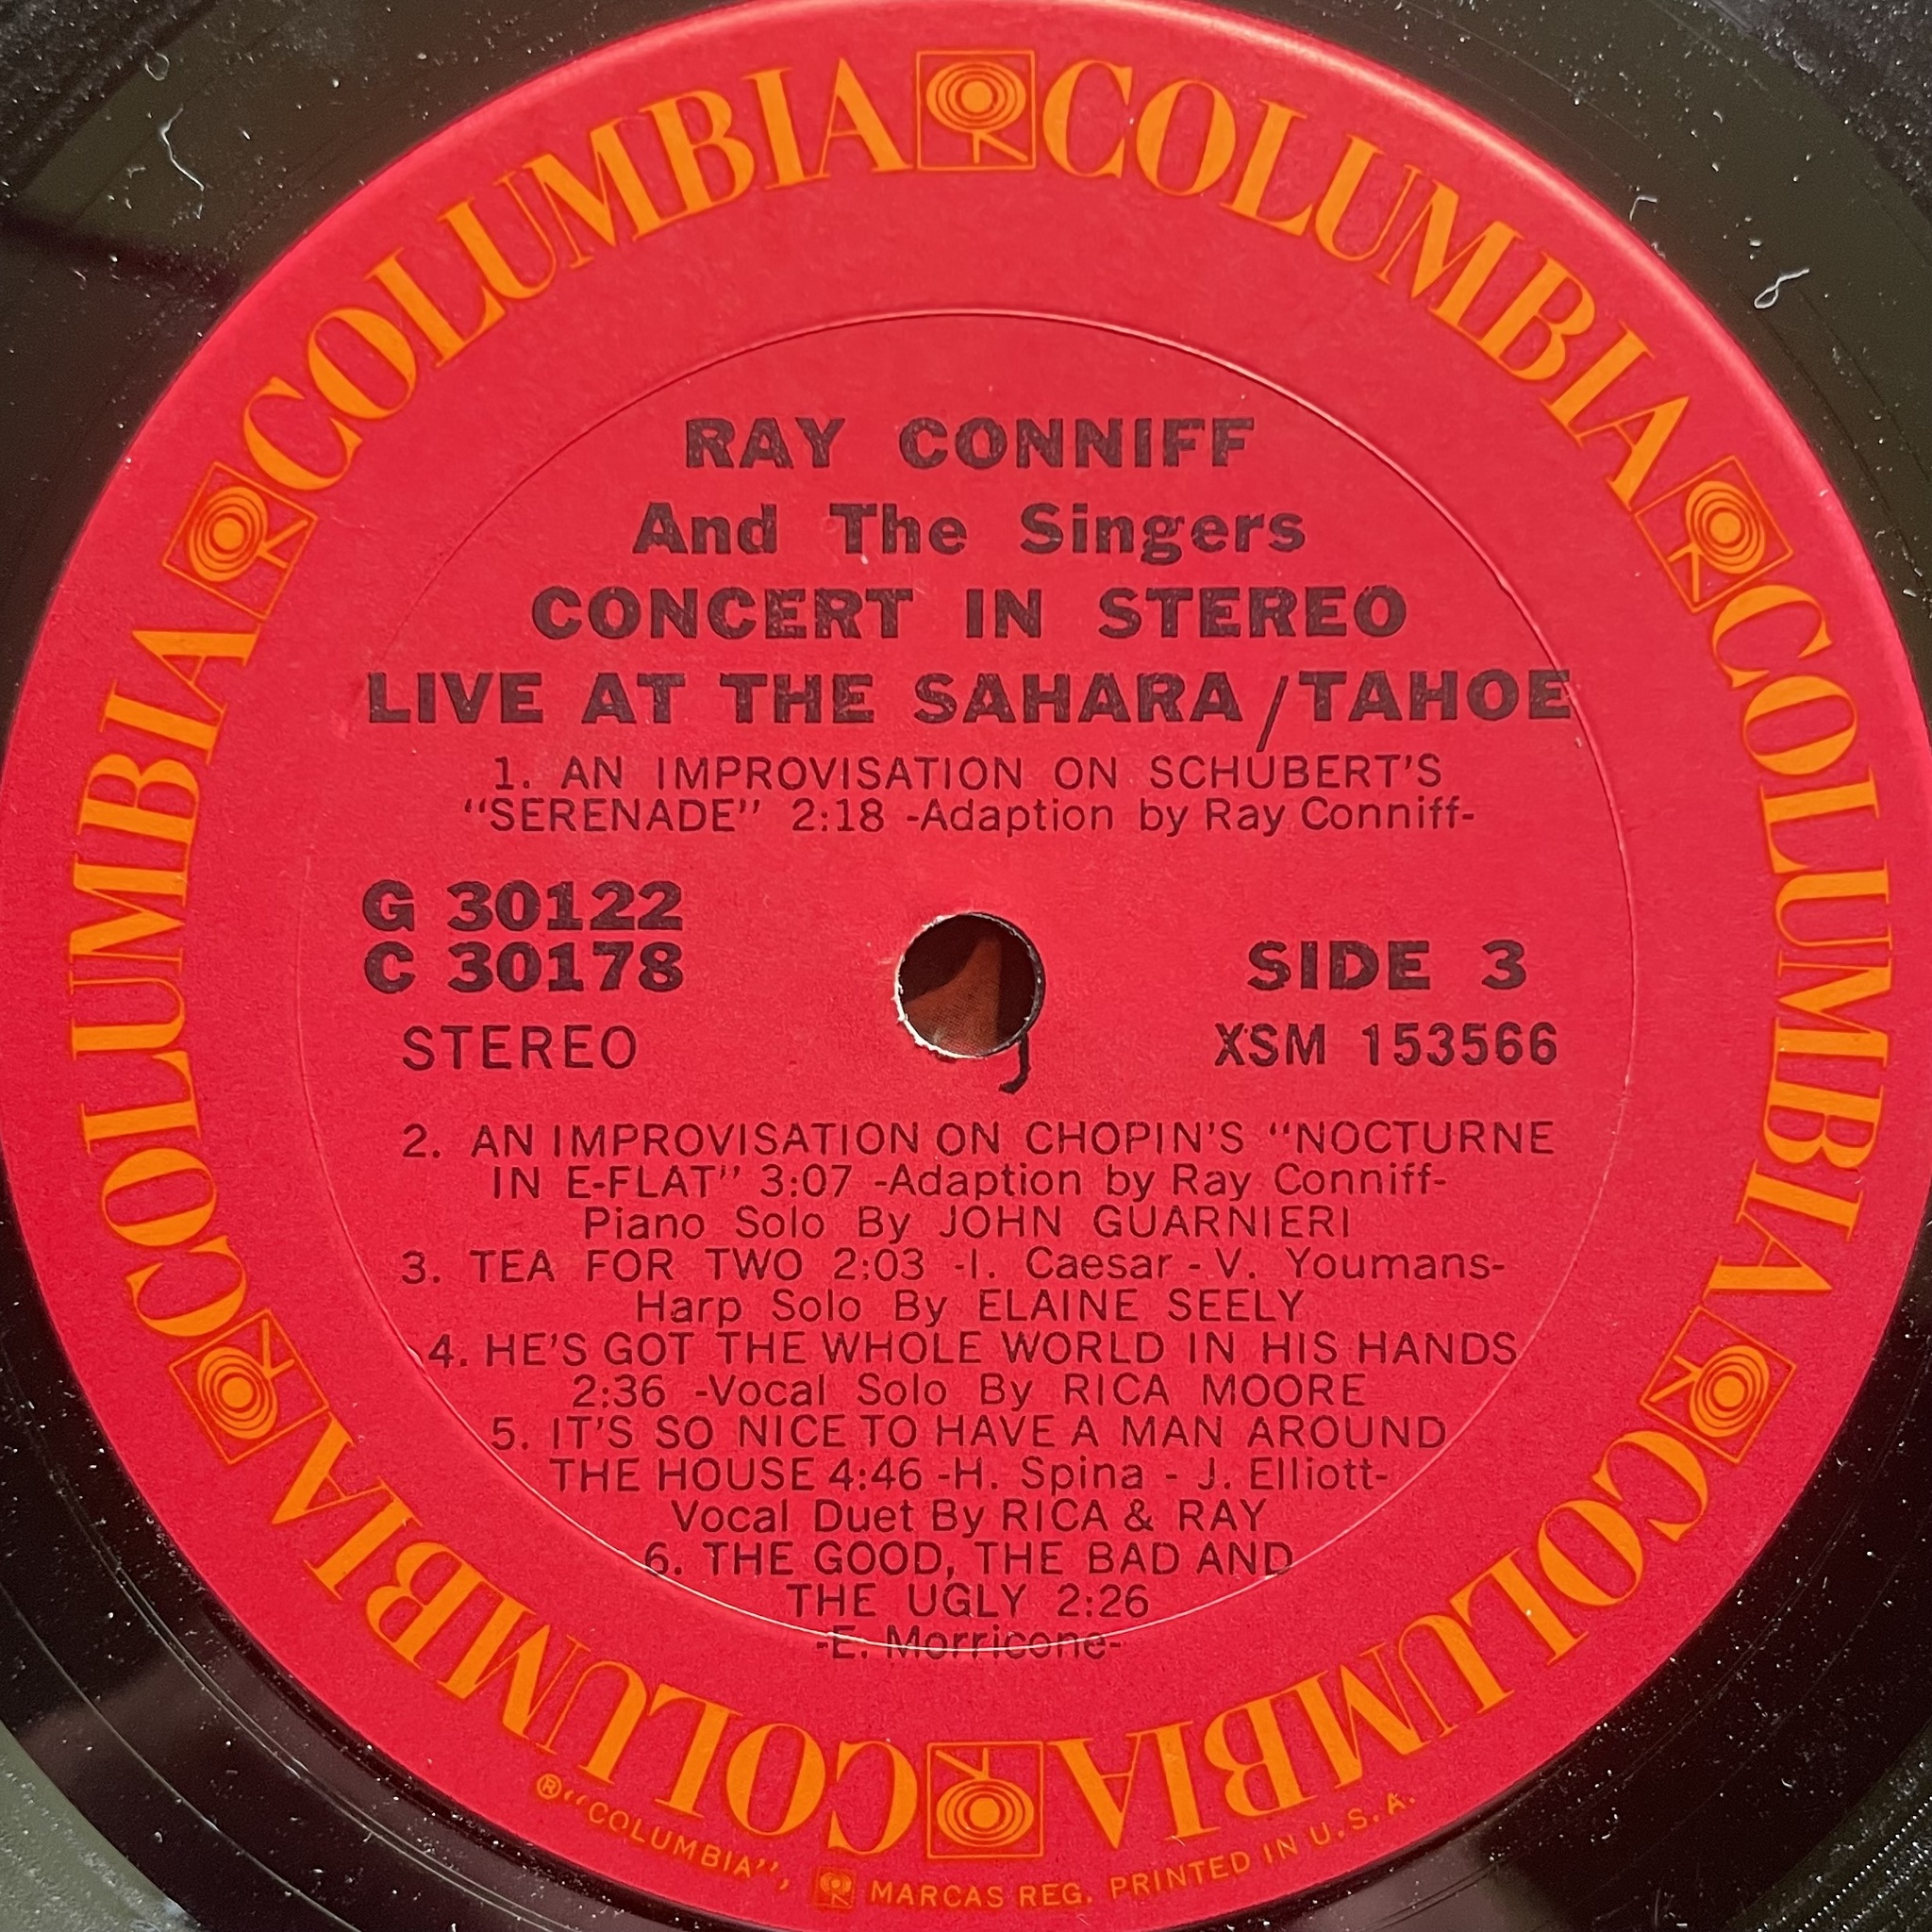 COLUMBIA COLUMBIA COLUMBIA COLUMBIA COLUMBIA COLUMBIA
RAY CONNIFF
And The Singers
CONCERT IN STEREO
LIVE AT THE SAHARA/TAHOE
1. AN IMPROVISATION ON SCHUBERT'S
"SERENADE" 2:18 -Adaption by Ray Conniff-
G 30122
C 30178
STEREO
SIDE 3
XSM 153566
2. AN IMPROVISATION ON CHOPIN'S "NOCTURNE
IN E-FLAT" 3:07 -Adaption by Ray Conniff-
Piano Solo By JOHN GUARNIERI
3. TEA FOR TWO 2:03 -I. Caesar - V. Youmans-
Harp Solo By ELAINE SEELY
4. HE'S GOT THE WHOLE WORLD IN HIS HANDS
2:36 -Vocal Solo By RICA MOORE
5. IT'S SO NICE TO HAVE A MAN AROUND
THE HOUSE 4:46 -H. Spina - J. Elliott-
Vocal Duet By RICA & RAY
6. THE GOOD, THE BAD AND
THE UGLY 2:26
-E. Morricone-
® "COLUMBIA", MARCAS REG. PRINTED IN U.S.A.